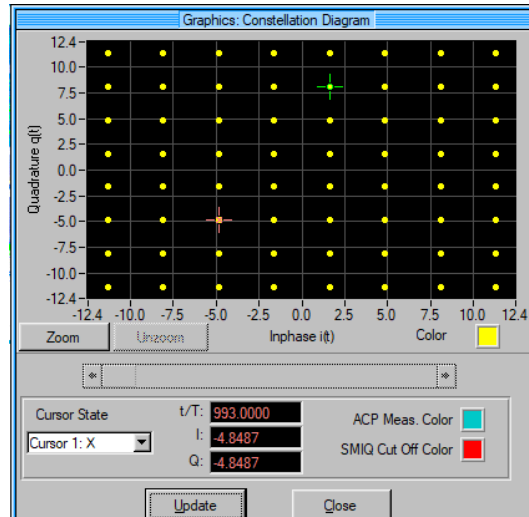 Graphics: Constellation Diagram
Quadrature q(t)
12.4
10.0
7.5
5.0
2.5
0.0
-2.5
-5.0
-7.5
-10.0
-12.4
-12.4 -10.0 -7.5 -5.0 -2.5 0.0 2.5 5.0 7.5 10.0 12.4
Zoom Unzoom Inphase i(t) Color
Cursor State t/T: 993.0000 ACP Meas. Color
Cursor 1: X I: -4.8487 SMIQ Cut Off Color
Q: -4.8487
Update Close